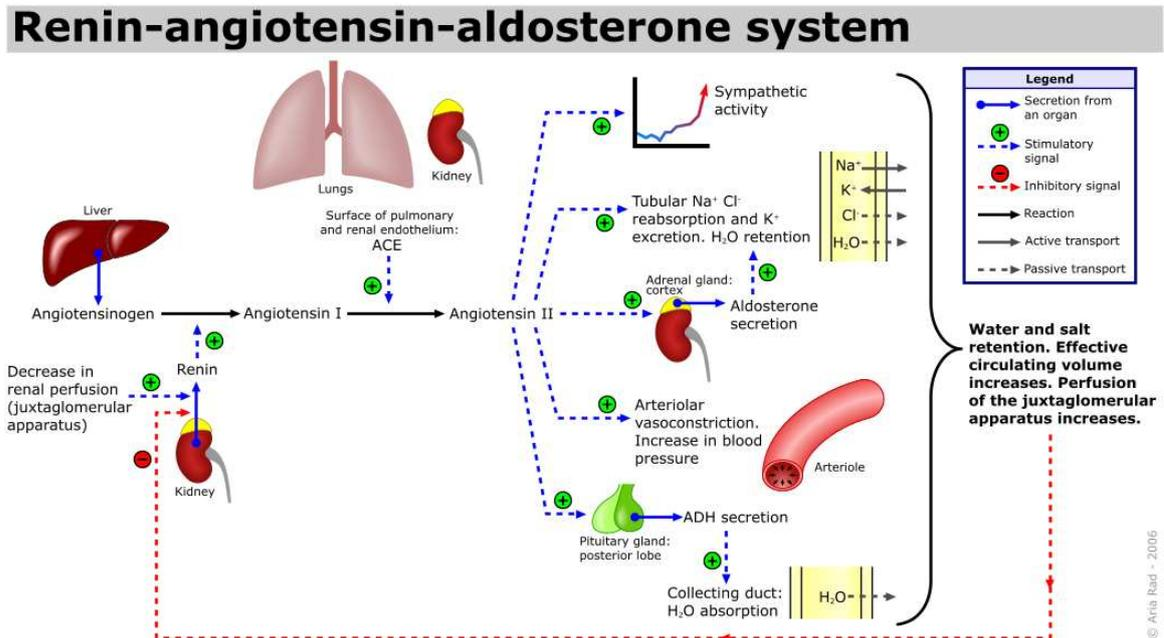 Renin-angiotensin-aldosterone system
Lungs
Kidney
Liver
Surface of pulmonary
and renal endothelium:
ACE
Angiotensinogen
Angiotensin I
Angiotensin II
Renin
Decrease in
renal perfusion
(juxtaglomerular
apparatus)
Kidney
Sympathetic
activity
Tubular Na⁺ Cl⁻
reabsorption and K⁺
excretion. H₂O retention
Na⁺
K⁺
Cl⁻
H₂O
Adrenal gland:
cortex
Aldosterone
secretion
Arteriolar
vasoconstriction.
Increase in blood
pressure
Arteriole
Pituitary gland:
posterior lobe
ADH secretion
Collecting duct:
H₂O absorption
H₂O
Legend
Secretion from
an organ
Stimulatory
signal
Inhibitory signal
Reaction
Active transport
Passive transport
Water and salt
retention. Effective
circulating volume
increases. Perfusion
of the juxtaglomerular
apparatus increases.
© Aria Rad - 2006